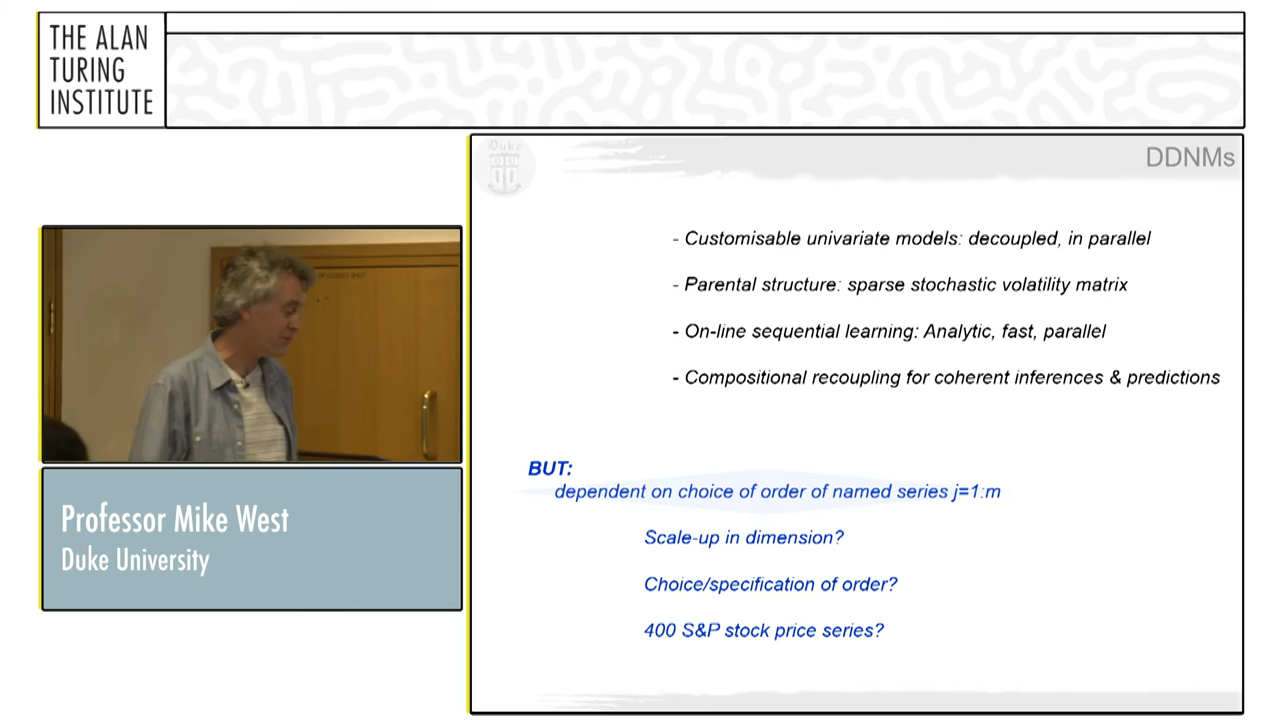 THE ALAN
TURING
INSTITUTE
Duke
DDNMs
- Customisable univariate models: decoupled, in parallel
- Parental structure: sparse stochastic volatility matrix
- On-line sequential learning: Analytic, fast, parallel
- Compositional recoupling for coherent inferences & predictions
BUT:
dependent on choice of order of named series j=1:m
Scale-up in dimension?
Choice/specification of order?
400 S&P stock price series?
Professor Mike West
Duke University